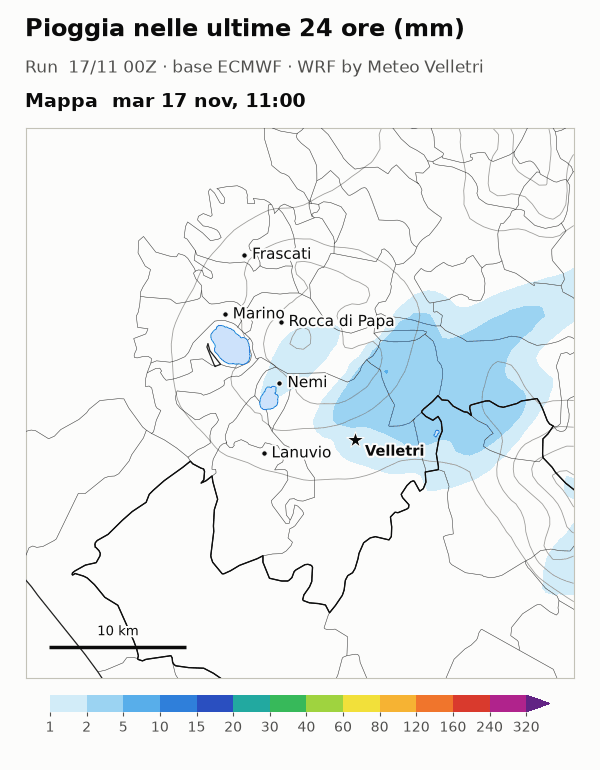 Pioggia nelle ultime 24 ore (mm)
Run  17/11 00Z · base ECMWF · WRF by Meteo Velletri
Mappa  mar 17 nov, 11:00
Frascati
Marino
Rocca di Papa
Nemi
Velletri
Lanuvio
10 km
1 2 5 10 15 20 30 40 60 80 120 160 240 320